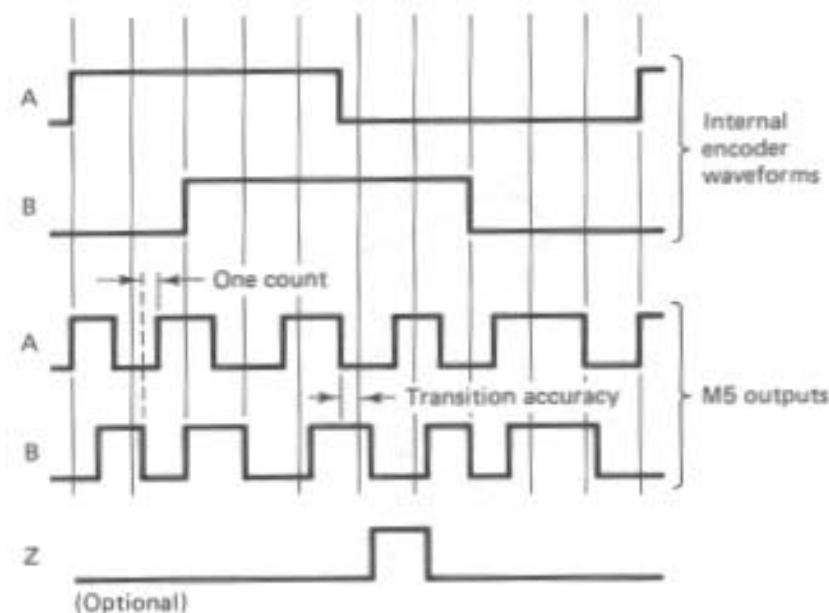 A
Internal
encoder
waveforms
B
One count
A
Transition accuracy
M5 outputs
B
Z
(Optional)